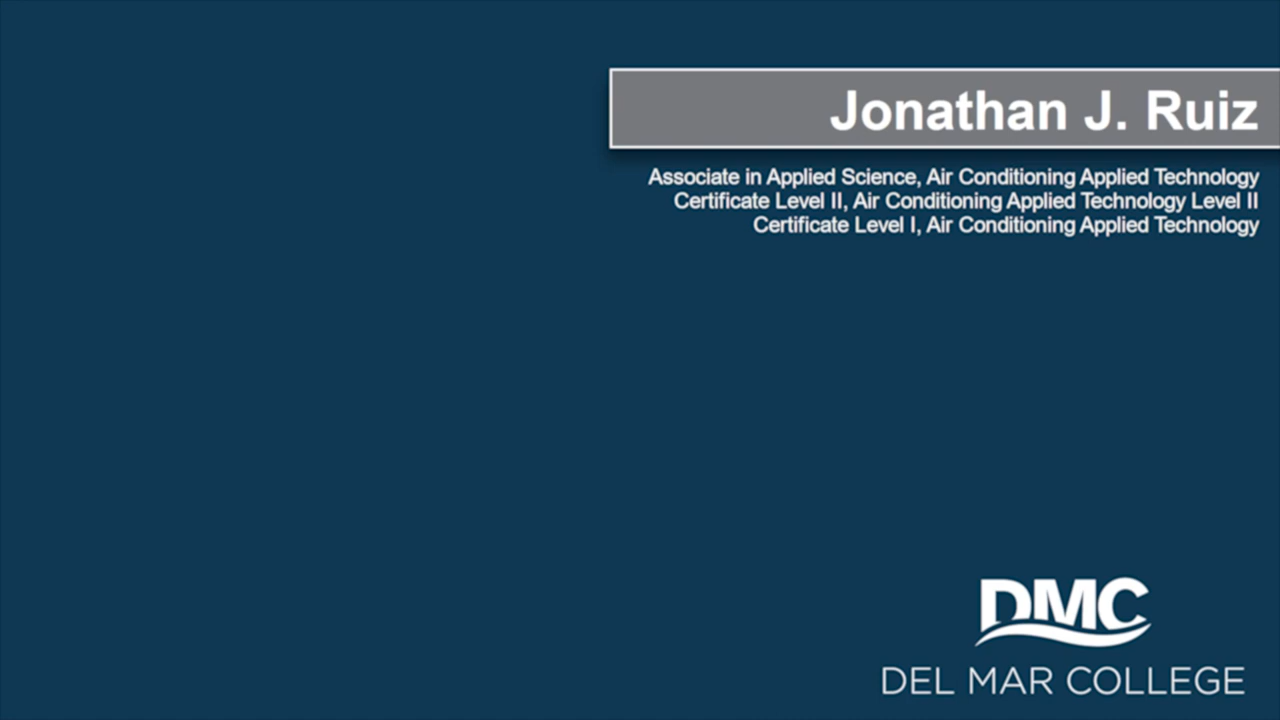 Jonathan J. Ruiz
Associate in Applied Science, Air Conditioning Applied Technology
Certificate Level II, Air Conditioning Applied Technology Level II
Certificate Level I, Air Conditioning Applied Technology
DMC
DEL MAR COLLEGE